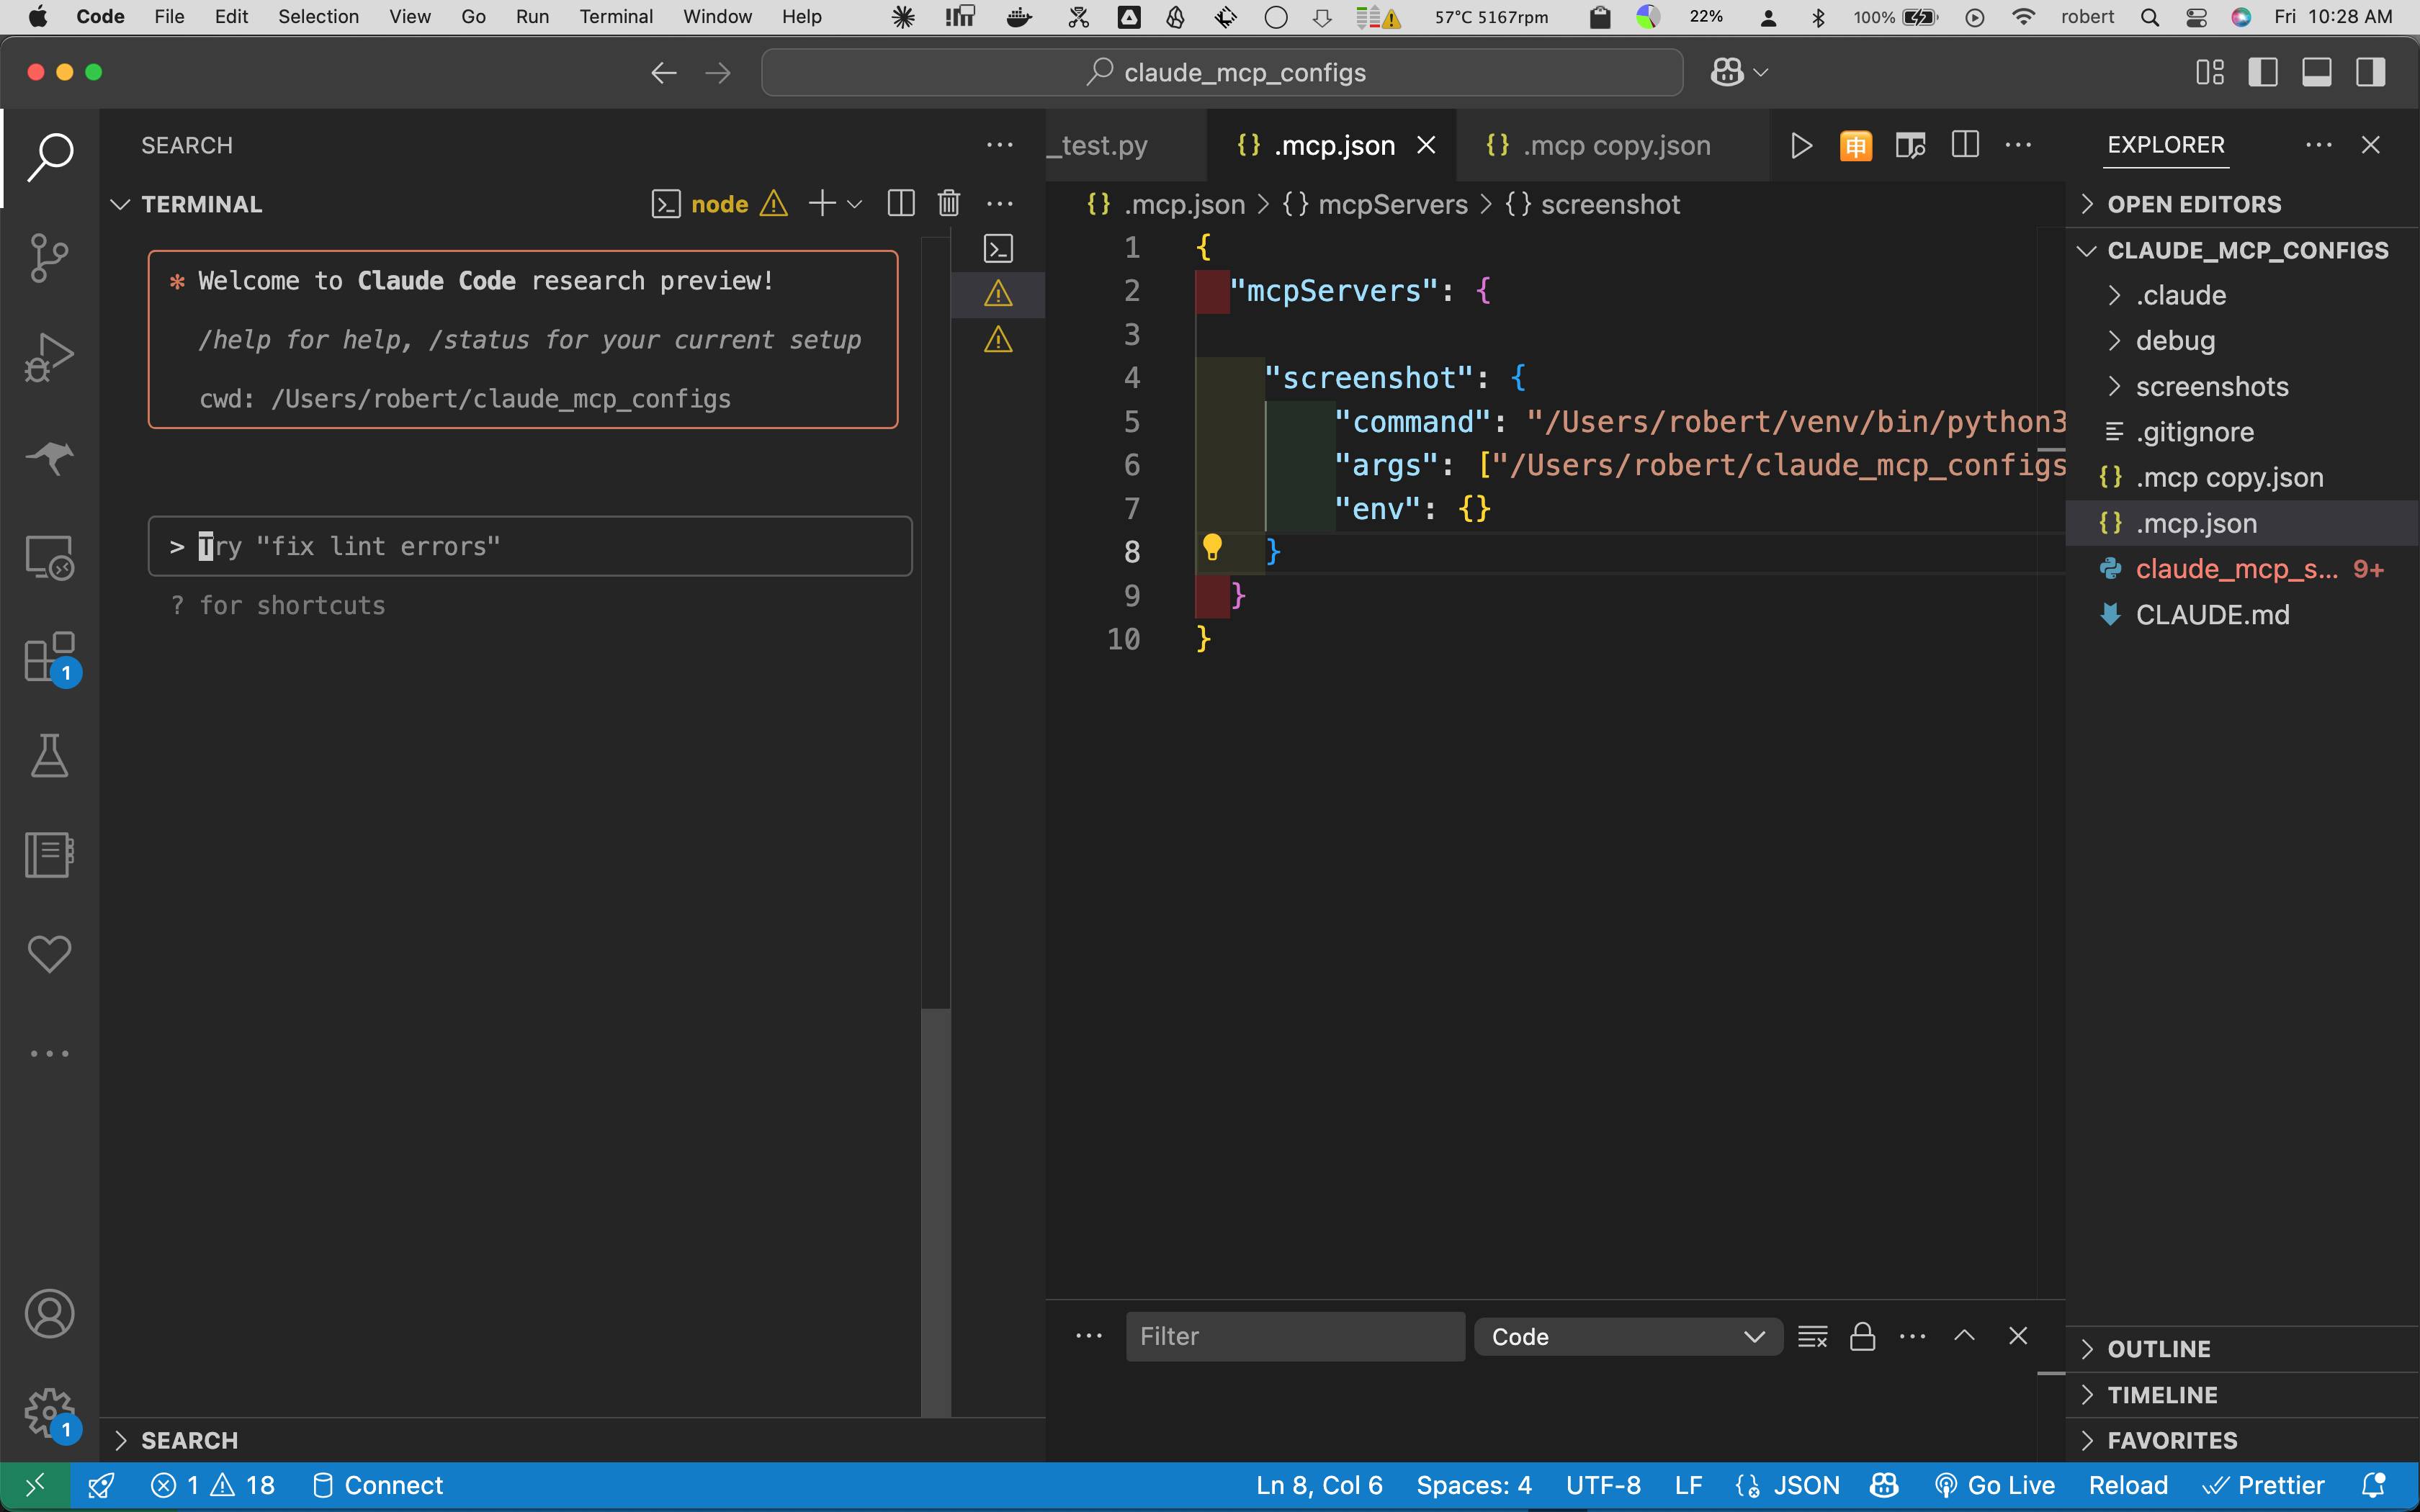 Code File Edit Selection View Go Run Terminal Window Help 57°C 5167rpm 22% 100% robert Fri 10:28 AM
claude_mcp_configs
SEARCH
TERMINAL
node
✻ Welcome to Claude Code research preview!
/help for help, /status for your current setup
cwd: /Users/robert/claude_mcp_configs
> Try "fix lint errors"
? for shortcuts
SEARCH
_test.py
{} .mcp.json
{} .mcp copy.json
申
{} .mcp.json > {} mcpServers > {} screenshot
1 {
2 "mcpServers": {
3
4 "screenshot": {
5 "command": "/Users/robert/venv/bin/python3
6 "args": ["/Users/robert/claude_mcp_configs
7 "env": {}
8 }
9 }
10 }
Filter
Code
EXPLORER
OPEN EDITORS
CLAUDE_MCP_CONFIGS
.claude
debug
screenshots
.gitignore
{} .mcp copy.json
{} .mcp.json
claude_mcp_s... 9+
CLAUDE.md
OUTLINE
TIMELINE
FAVORITES
1
1
1 18 Connect Ln 8, Col 6 Spaces: 4 UTF-8 LF JSON Go Live Reload Prettier